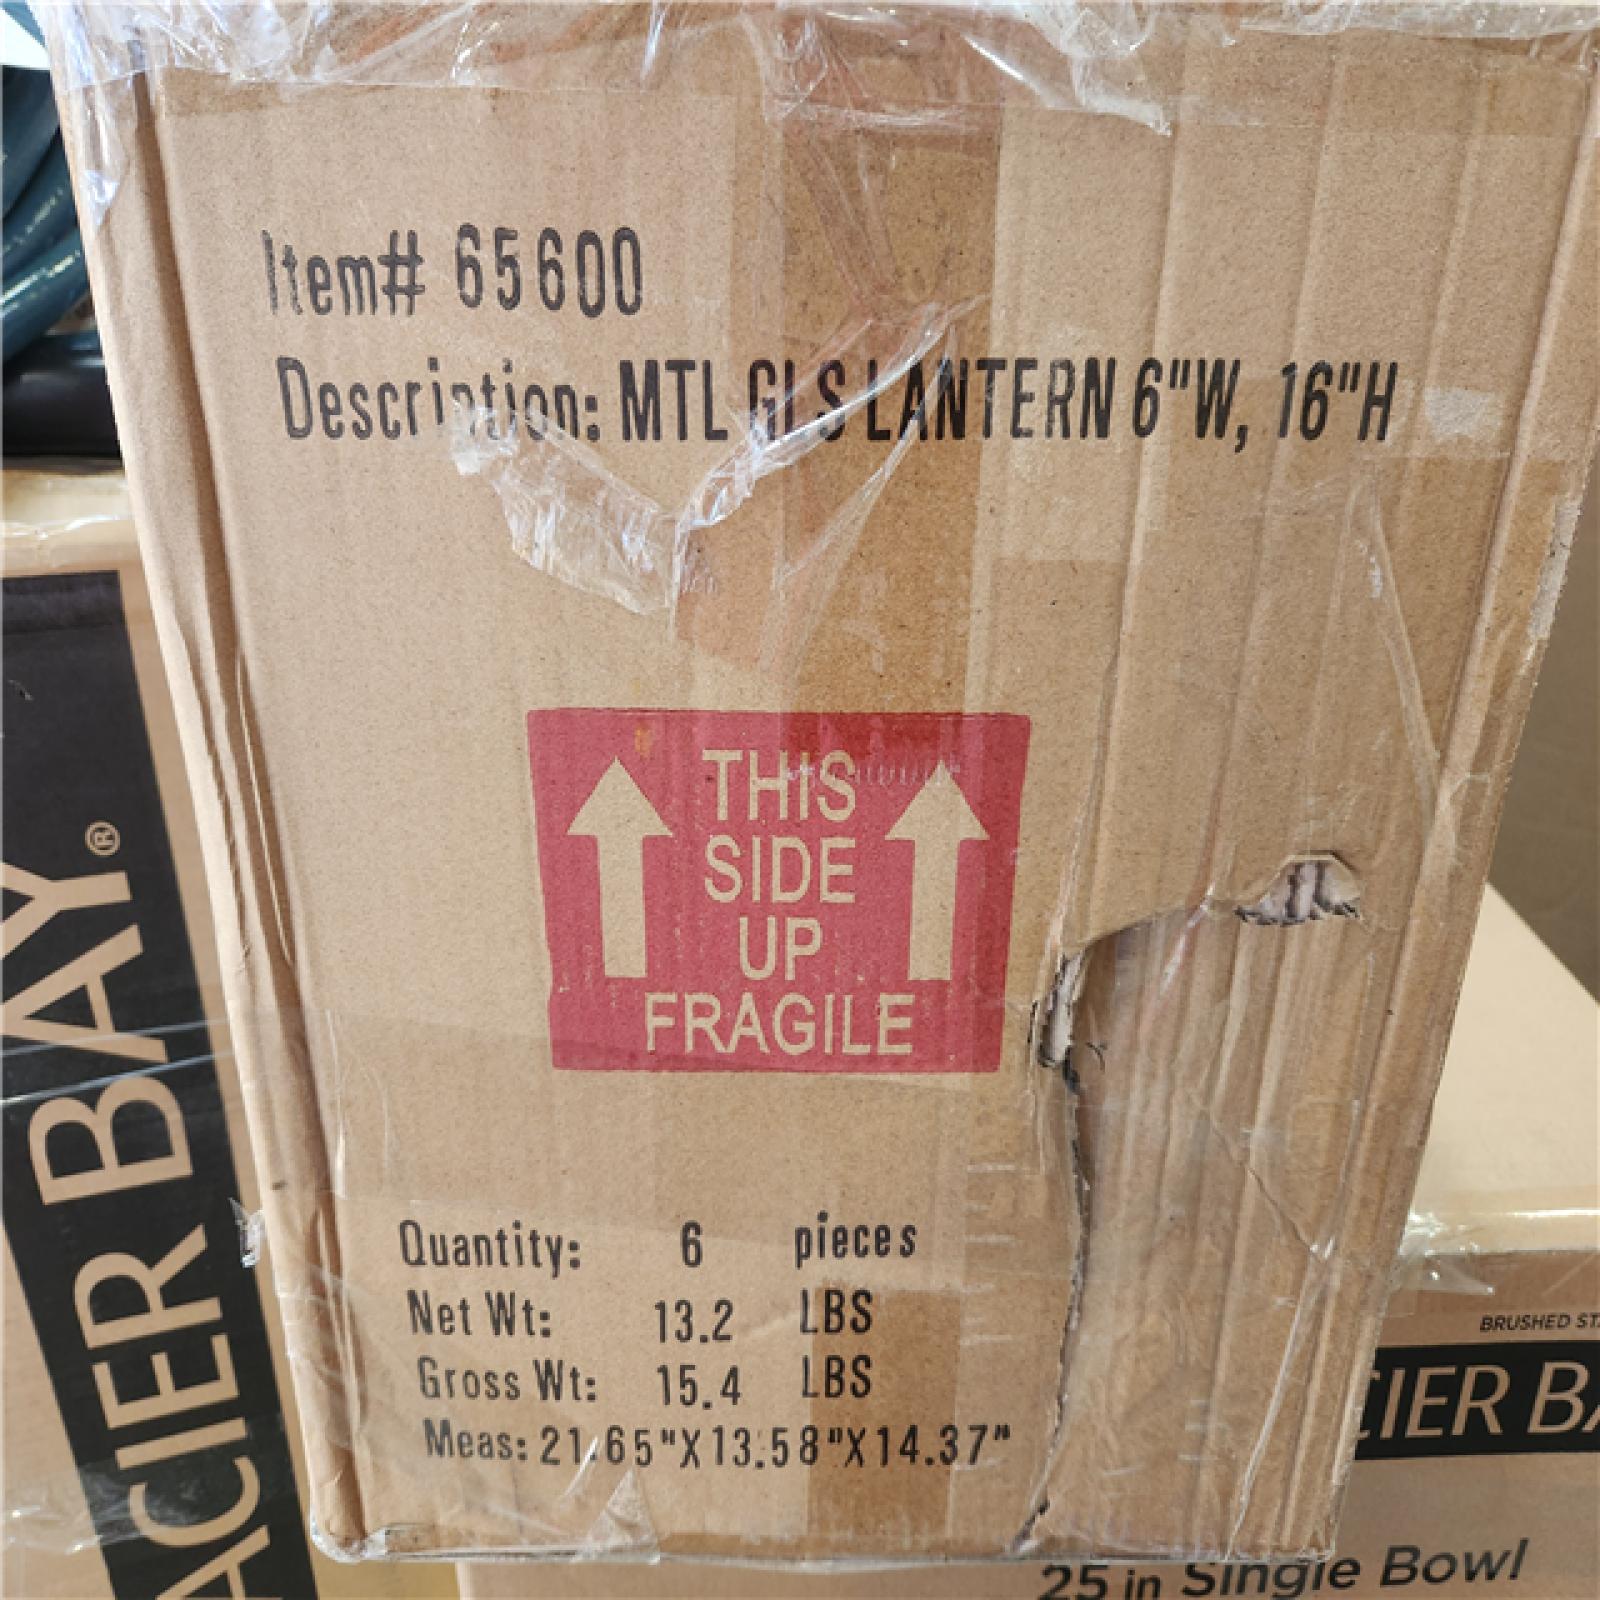 Item# 65600
Description: MTL GLS LANTERN 6"W, 16"H
THIS
SIDE
UP
FRAGILE
Quantity: 6 pieces
Net Wt: 13.2 LBS
Gross Wt: 15.4 LBS
Meas: 21.65"X13.58"X14.37"
ACIER BAY®
BRUSHED ST
CIER BA
25 in Single Bowl